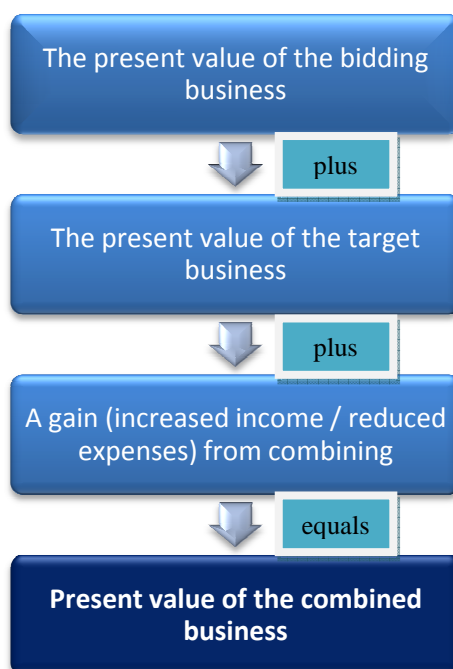 The present value of the bidding
business
plus
The present value of the target
business
plus
A gain (increased income / reduced
expenses) from combining
equals
Present value of the combined
business